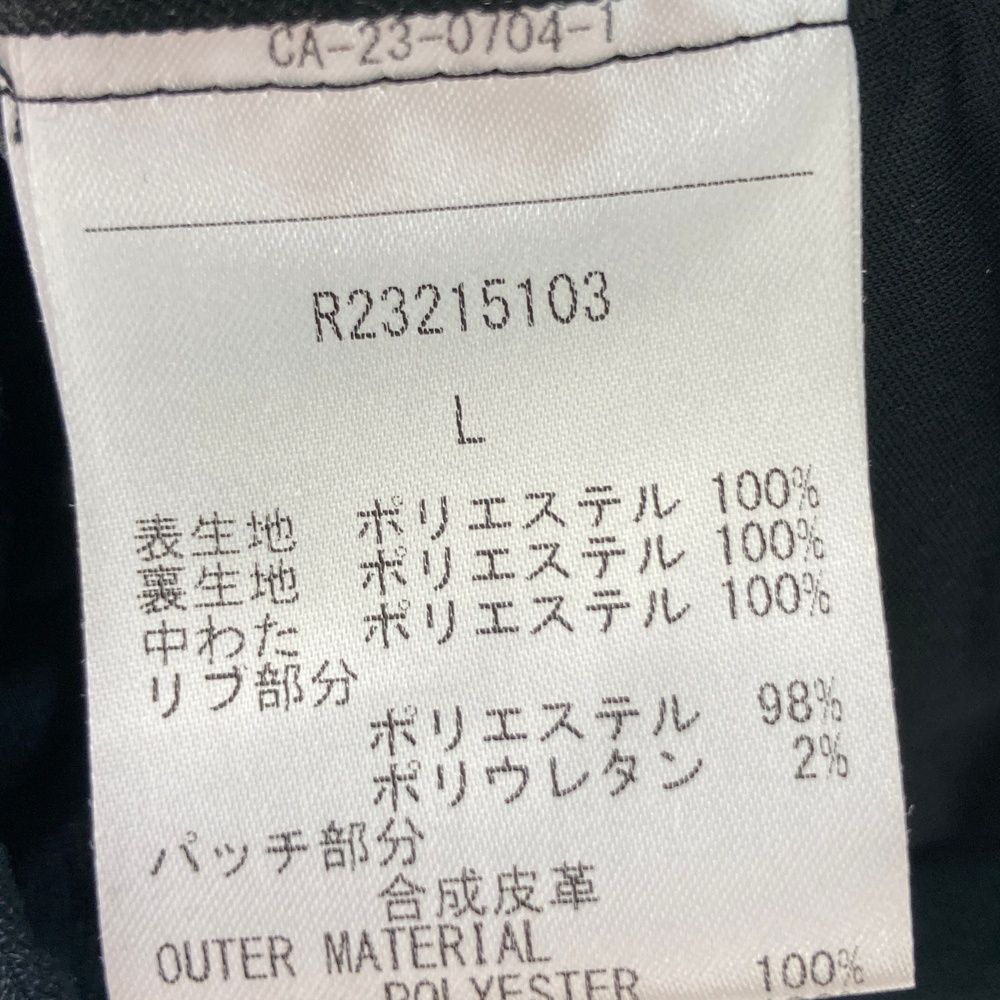 CA-23-0704-1
R23215103
L
表生地 ポリエステル 100%
裏生地 ポリエステル 100%
中わた ポリエステル 100%
リブ部分
ポリエステル 98%
ポリウレタン 2%
パッチ部分
合成皮革
OUTER MATERIAL
POLYESTER 100%